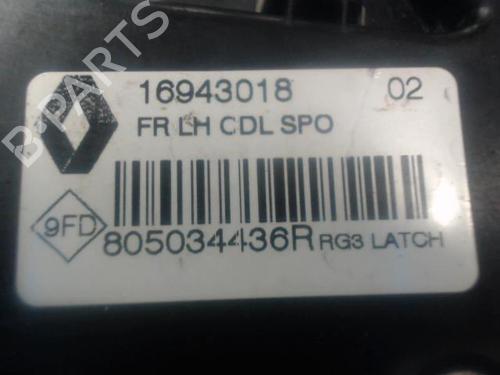 16943018 02
FR LH CDL SPO
9FD
805034436R RG3 LATCH
B-PARTS